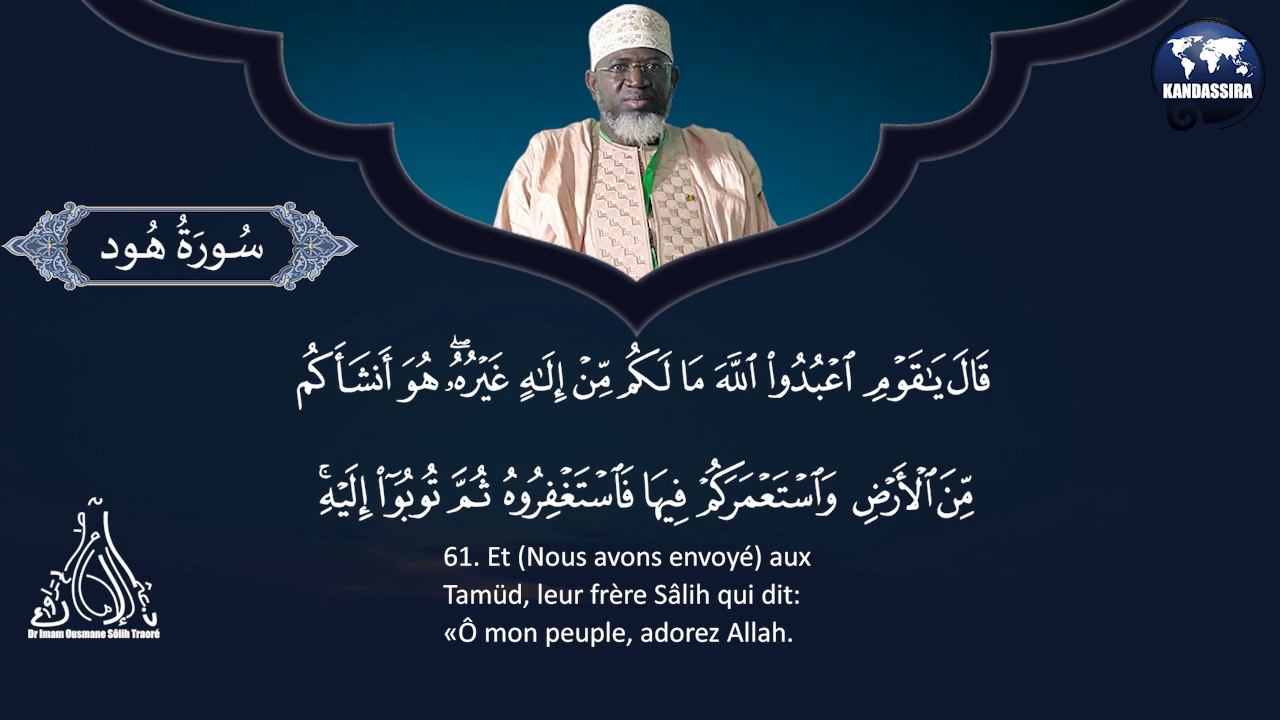 KANDASSIRA
سُورَةُ هُود
قَالَ يَـٰقَوْمِ ٱعْبُدُوا۟ ٱللَّهَ مَا لَكُم مِّنْ إِلَـٰهٍ غَيْرُهُۥ ۖ هُوَ أَنشَأَكُم
مِّنَ ٱلْأَرْضِ وَٱسْتَعْمَرَكُمْ فِيهَا فَٱسْتَغْفِرُوهُ ثُمَّ تُوبُوٓا۟ إِلَيْهِ ۚ
61. Et (Nous avons envoyé) aux
Tamüd, leur frère Sâlih qui dit:
«Ô mon peuple, adorez Allah.
Dr Imam Ousmane Sôlih Traoré